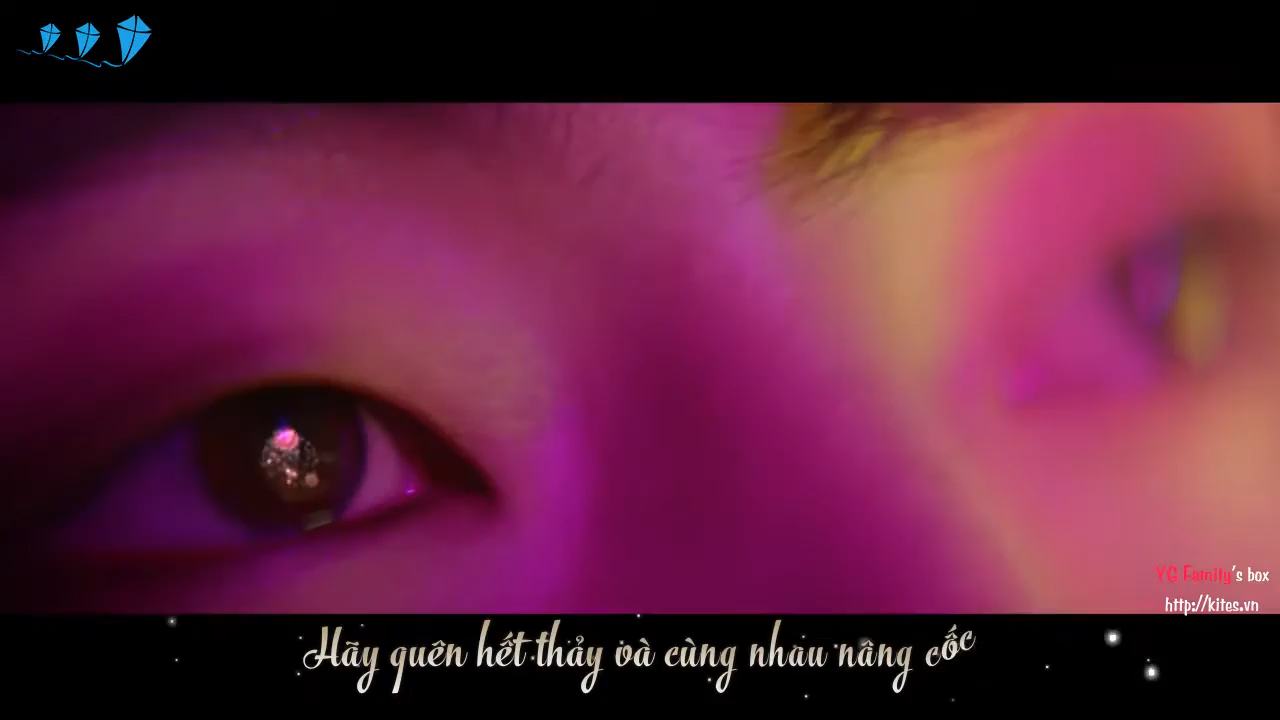 YG Family's box
http://kites.vn
Hãy quên hết thảy và cùng nhau nâng cốc